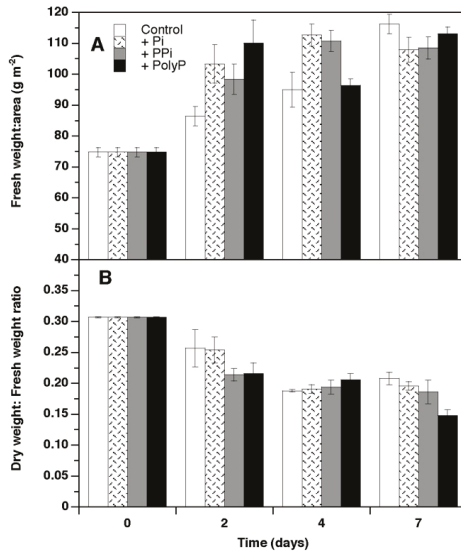 120
110
100
90
80
70
60
50
40
Fresh weight:area (g m-2)
A
Control
+ Pi
+ PPi
+ PolyP
B
0.35
0.30
0.25
0.20
0.15
0.10
0.05
0
Dry weight: Fresh weight ratio
0 2 4 7
Time (days)